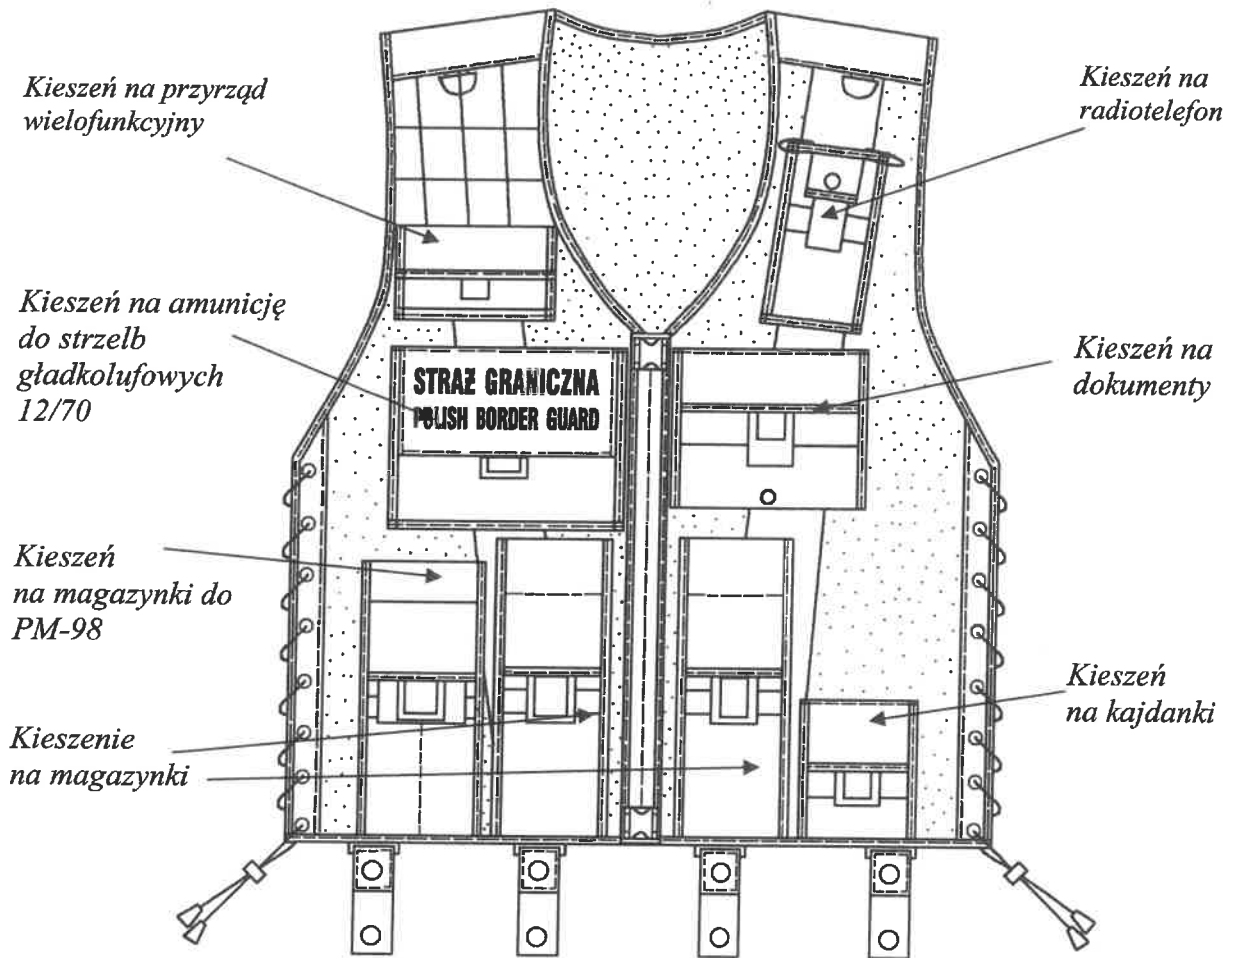 Kieszeń na przyrząd
wielofunkcyjny
Kieszeń na
radiotelefon
Kieszeń na amunicję
do strzelb
gładkolufowych
12/70
STRAŻ GRANICZNA
POLISH BORDER GUARD
Kieszeń na
dokumenty
Kieszeń
na magazynki do
PM-98
Kieszeń
na kajdanki
Kieszenie
na magazynki